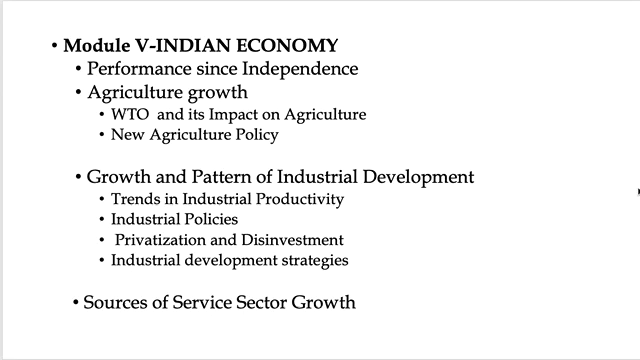 • Module V-INDIAN ECONOMY
• Performance since Independence
• Agriculture growth
• WTO and its Impact on Agriculture
• New Agriculture Policy
• Growth and Pattern of Industrial Development
• Trends in Industrial Productivity
• Industrial Policies
• Privatization and Disinvestment
• Industrial development strategies
• Sources of Service Sector Growth